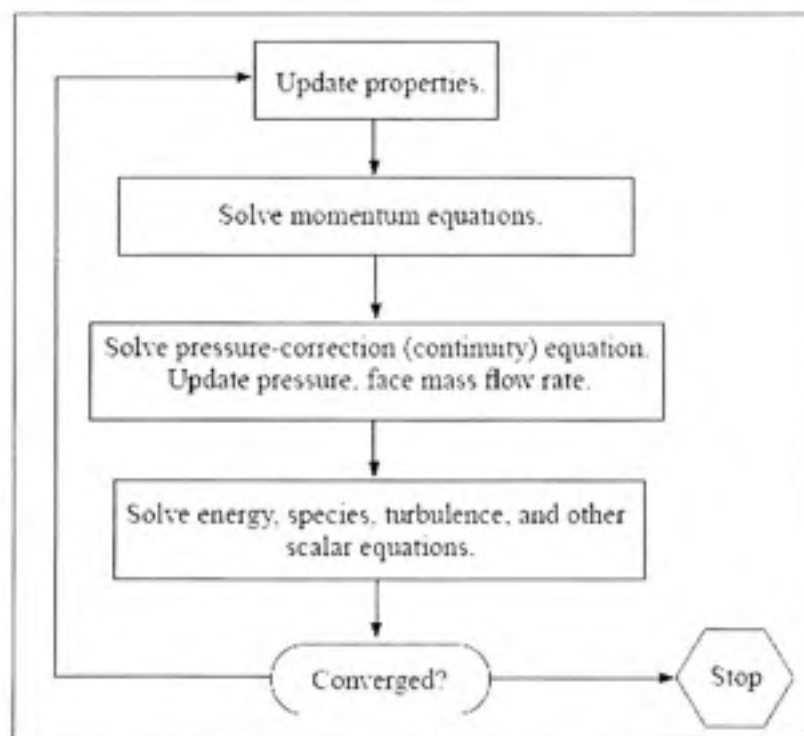 Update properties.
Solve momentum equations.
Solve pressure-correction (continuity) equation.
Update pressure, face mass flow rate.
Solve energy, species, turbulence, and other
scalar equations.
Converged?
Stop